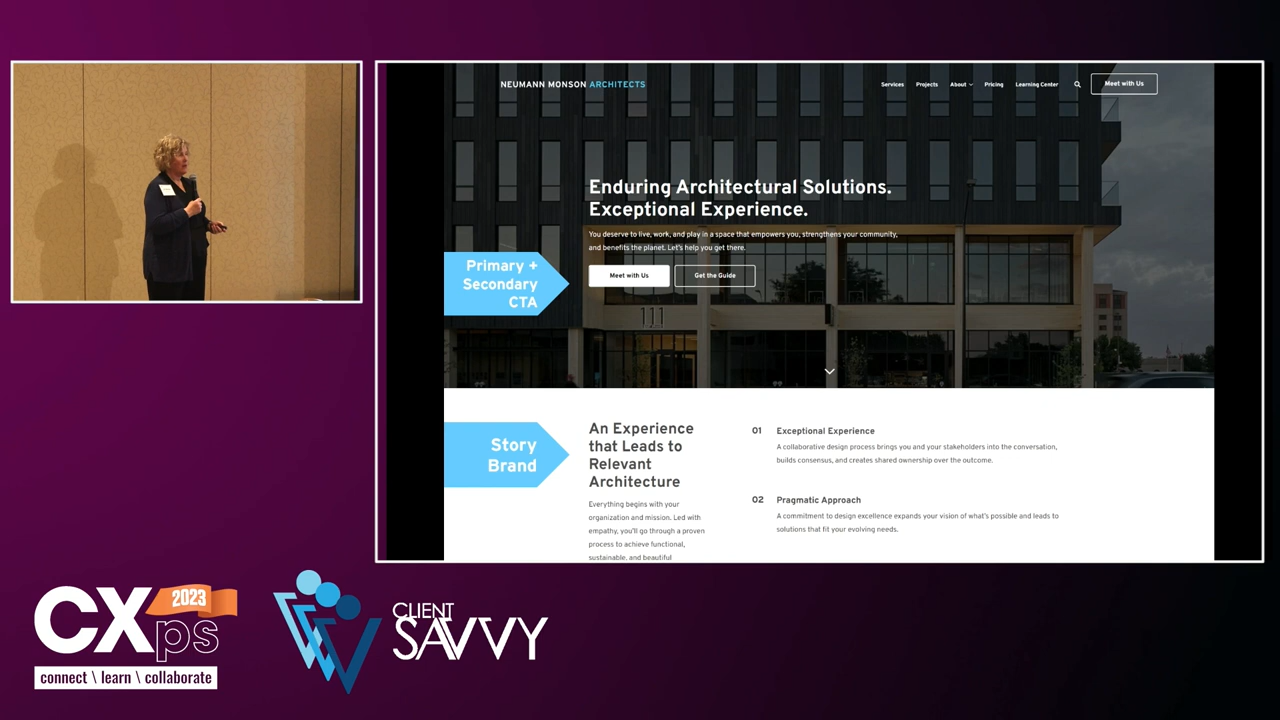 NEUMANN MONSON ARCHITECTS
Services
Projects
About
Pricing
Learning Center
Meet with Us
Enduring Architectural Solutions.
Exceptional Experience.
You deserve to live, work, and play in a space that empowers you, strengthens your community,
and benefits the planet. Let's help you get there.
Meet with Us
Get the Guide
Primary +
Secondary
CTA
111
Story
Brand
An Experience
that Leads to
Relevant
Architecture
Everything begins with your
organization and mission. Led with
empathy, you'll go through a proven
process to achieve functional,
sustainable, and beautiful
01 Exceptional Experience
A collaborative design process brings you and your stakeholders into the conversation,
builds consensus, and creates shared ownership over the outcome.
02 Pragmatic Approach
A commitment to design excellence expands your vision of what's possible and leads to
solutions that fit your evolving needs.
CXps
2023
connect \ learn \ collaborate
CLIENT
SAVVY